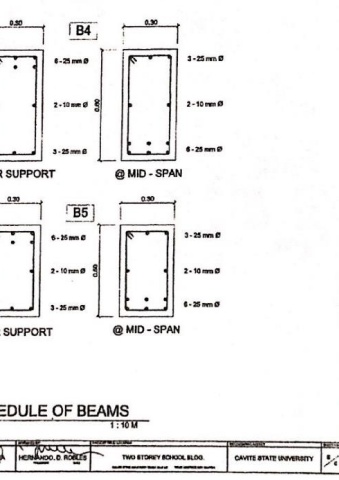 0.30 B4 0.30
6 - 25 mm Ø 3 - 25 mm Ø
2 - 10 mm Ø 0.60 2 - 10 mm Ø
3 - 25 mm Ø 6 - 25 mm Ø
R SUPPORT @ MID - SPAN
0.30 B5 0.30
6 - 25 mm Ø 3 - 25 mm Ø
2 - 10 mm Ø 0.50 2 - 10 mm Ø
3 - 25 mm Ø 6 - 25 mm Ø
SUPPORT @ MID - SPAN
EDULE OF BEAMS
1 : 10 M
HERNANDO. D. ROBLES TWO STOREY SCHOOL BLDG. CAVITE STATE UNIVERSITY